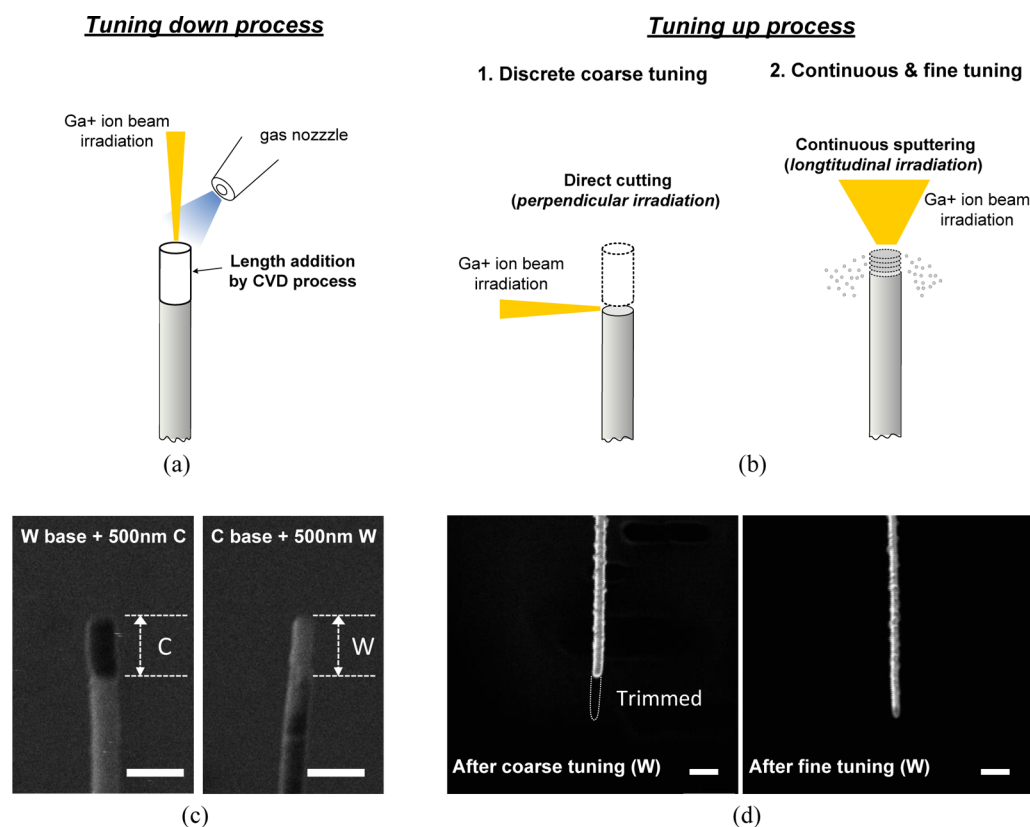 Tuning down process
Tuning up process
1. Discrete coarse tuning
2. Continuous & fine tuning
Ga+ ion beam
irradiation
gas nozzzle
Length addition
by CVD process
(a)
Direct cutting
(perpendicular irradiation)
Ga+ ion beam
irradiation
Continuous sputtering
(longtitudinal irradiation)
Ga+ ion beam
irradiation
(b)
W base + 500nm C
C
C base + 500nm W
W
(c)
Trimmed
After coarse tuning (W)
After fine tuning (W)
(d)